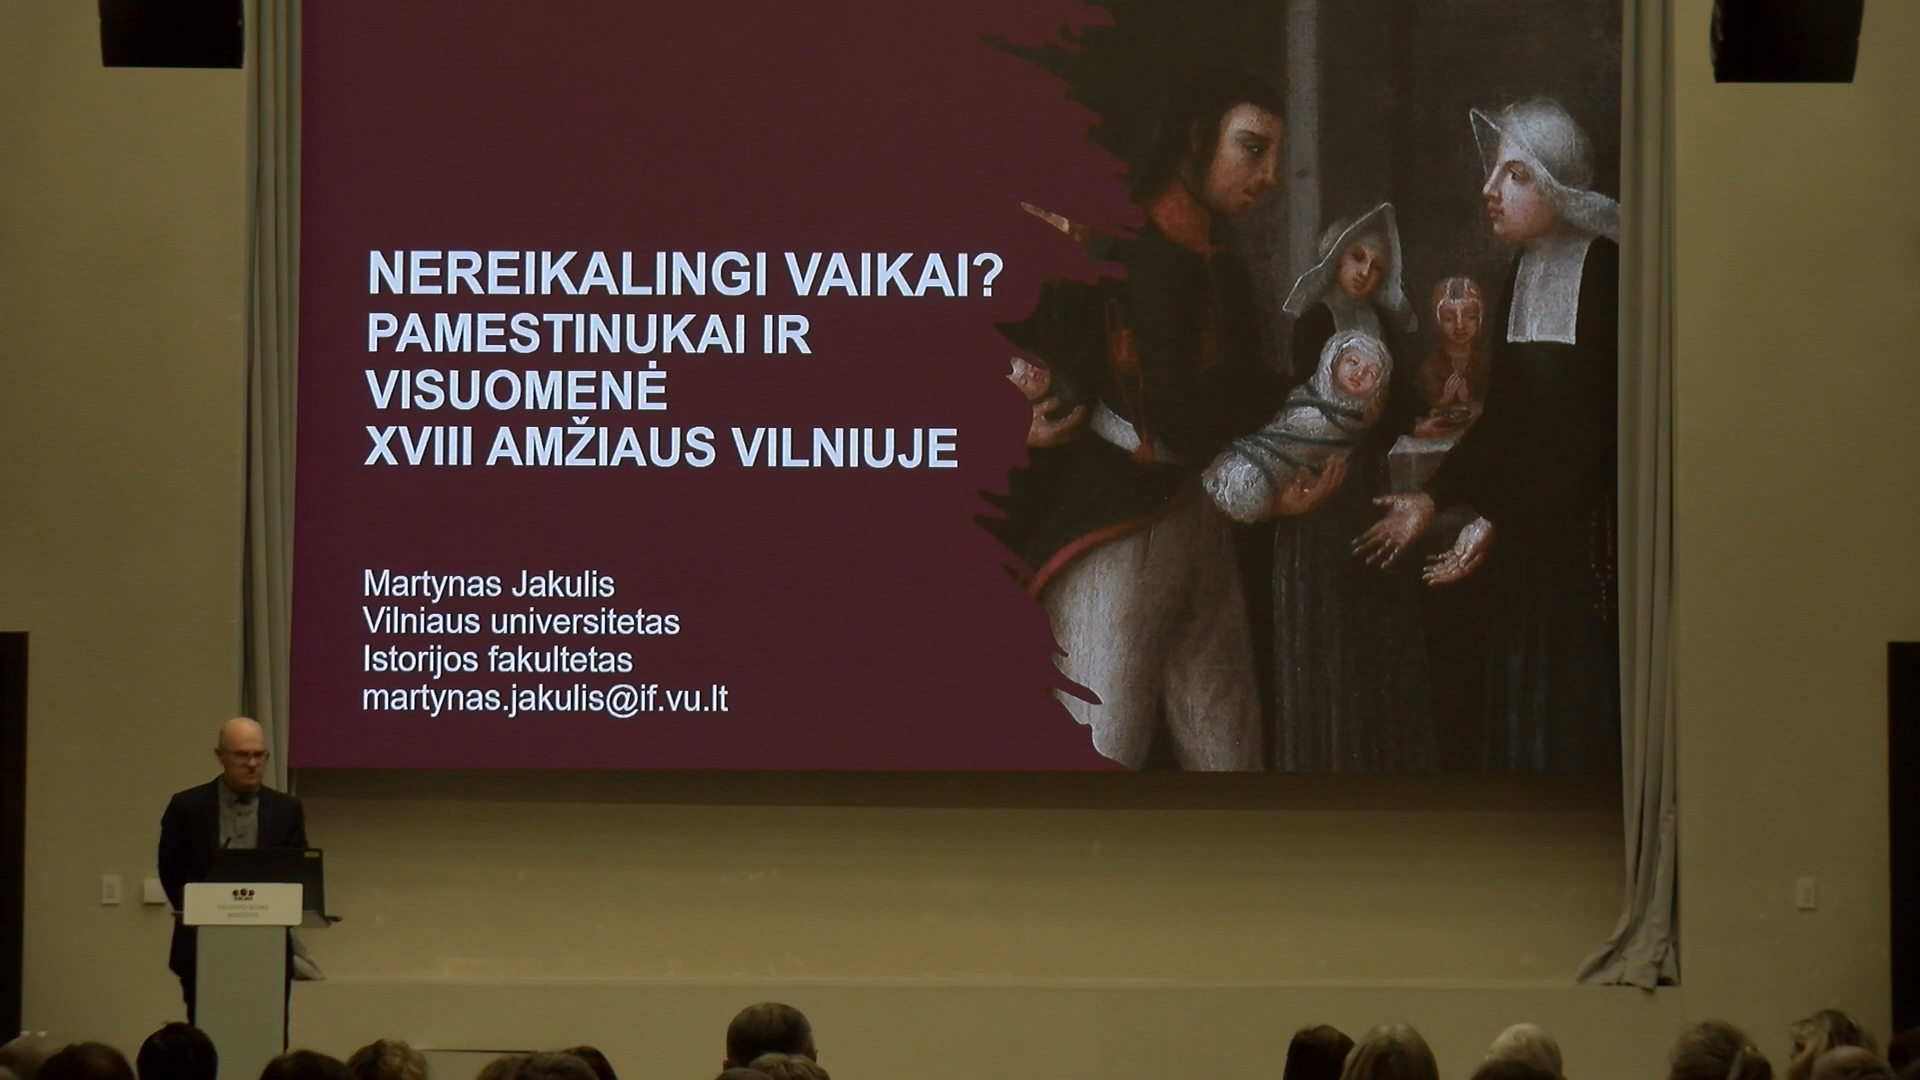 NEREIKALINGI VAIKAI?
PAMESTINUKAI IR
VISUOMENĖ
XVIII AMŽIAUS VILNIUJE
Martynas Jakulis
Vilniaus universitetas
Istorijos fakultetas
martynas.jakulis@if.vu.lt